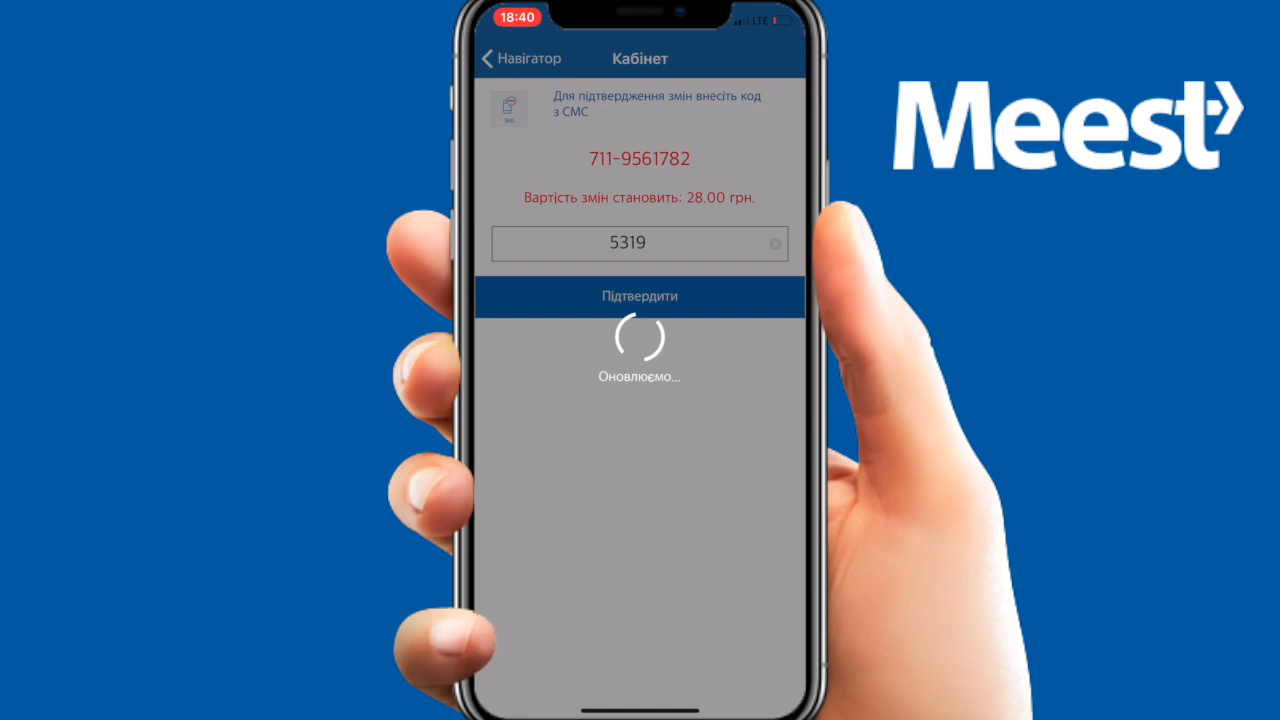 18:40
LTE
Навігатор
Кабінет
Для підтвердження змін внесіть код
з СМС
SMS
711-9561782
Вартість змін становить: 28.00 грн.
5319
Підтвердити
Оновлюємо...
Meest